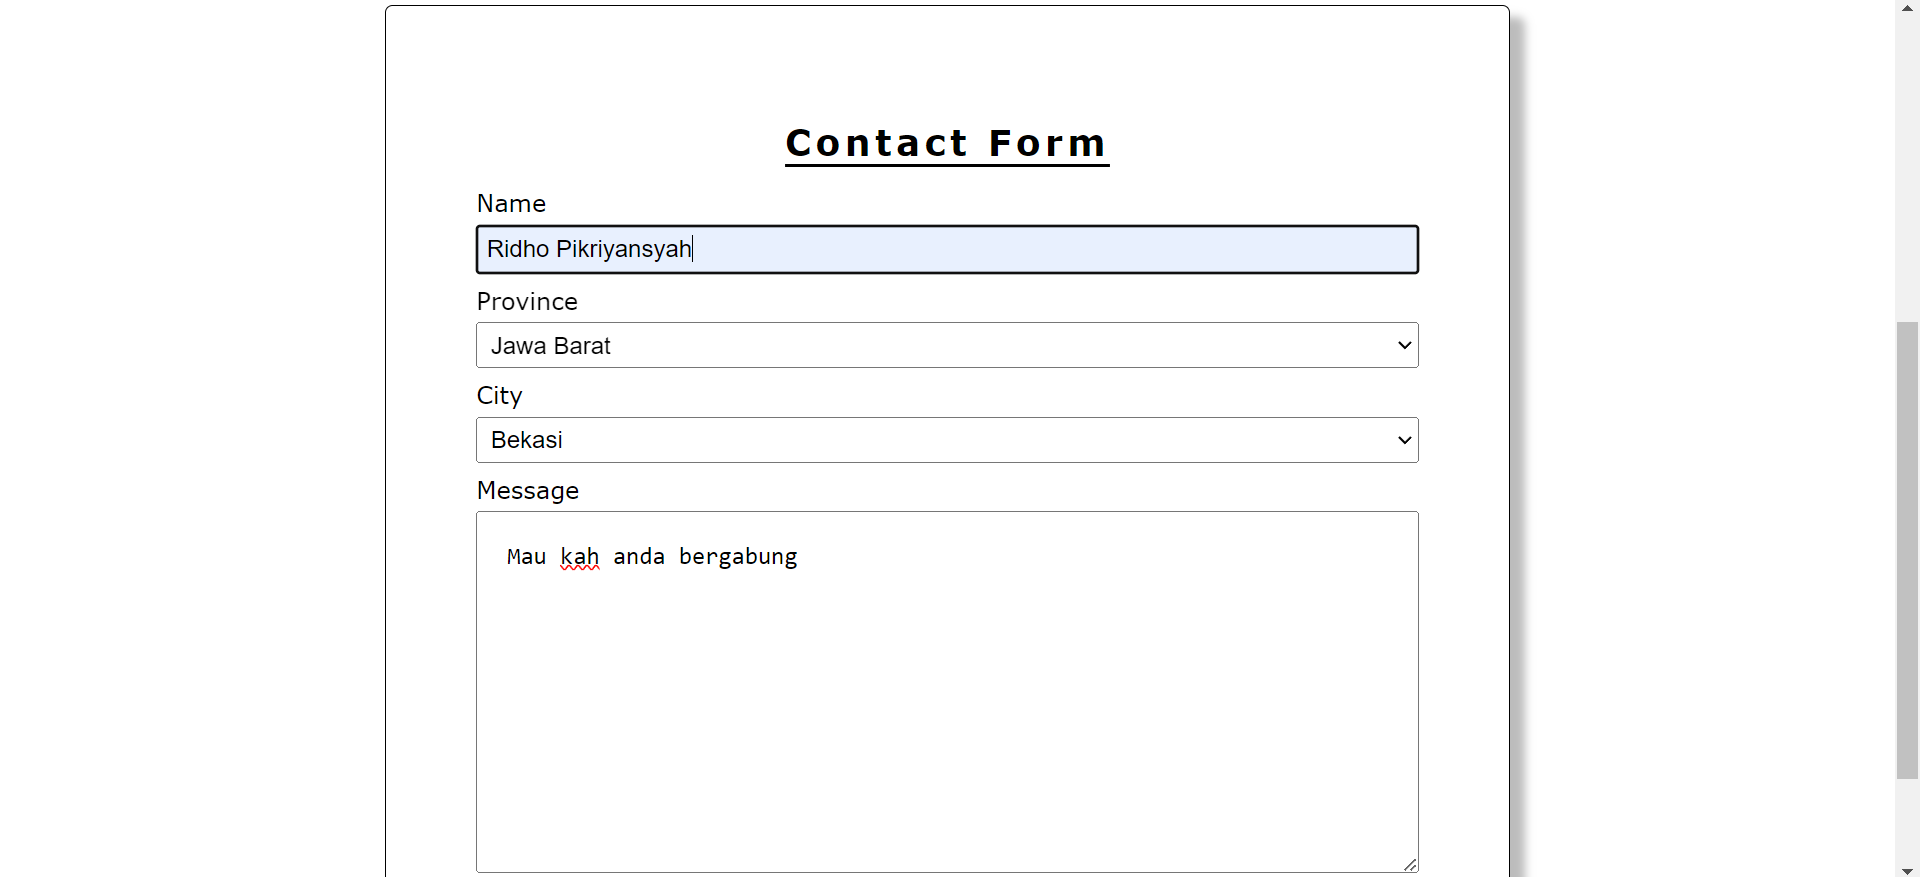 Contact Form
Name
Ridho Pikriyansyah
Province
Jawa Barat
City
Bekasi
Message
Mau kah anda bergabung